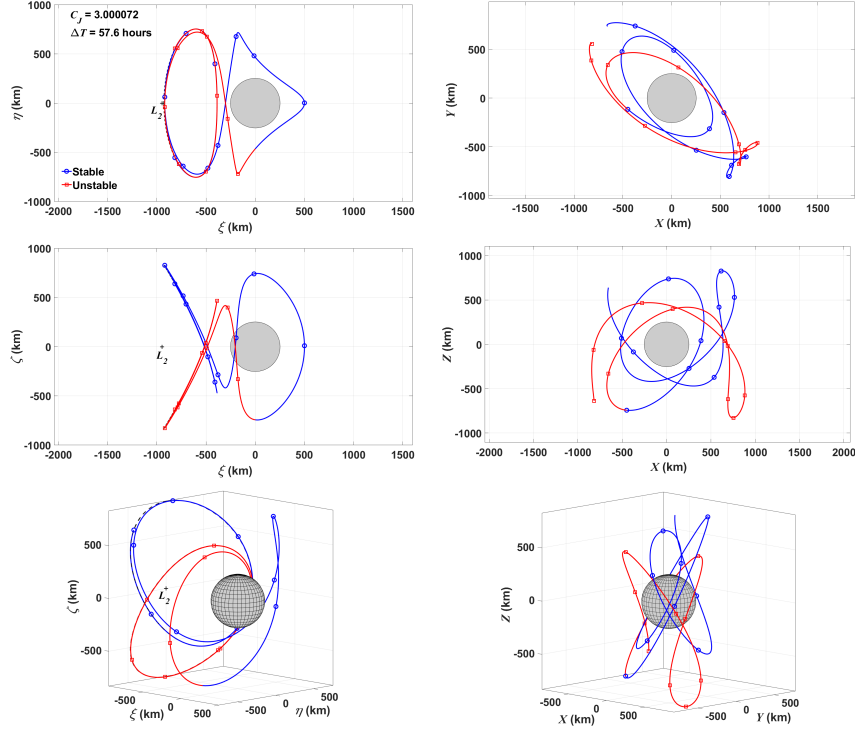 C_J = 3.000072
ΔT = 57.6 hours
1000
500
0
-500
-1000
η (km)
L_2
Stable
Unstable
-2000 -1500 -1000 -500 0 500 1000 1500
ξ (km)
1000
500
0
-500
-1000
Y (km)
-1500 -1000 -500 0 500 1000 1500
X (km)
1000
500
0
-500
-1000
ζ (km)
L_2
-2000 -1500 -1000 -500 0 500 1000 1500
ξ (km)
1000
500
0
-500
-1000
Z (km)
-2000 -1500 -1000 -500 0 500 1000 1500 2000
X (km)
500
0
-500
ζ (km)
L_2
-500 0 500
ξ (km)
-500 0 500
η (km)
500
0
-500
Z (km)
-500 0 500
X (km)
-500 0 500
Y (km)